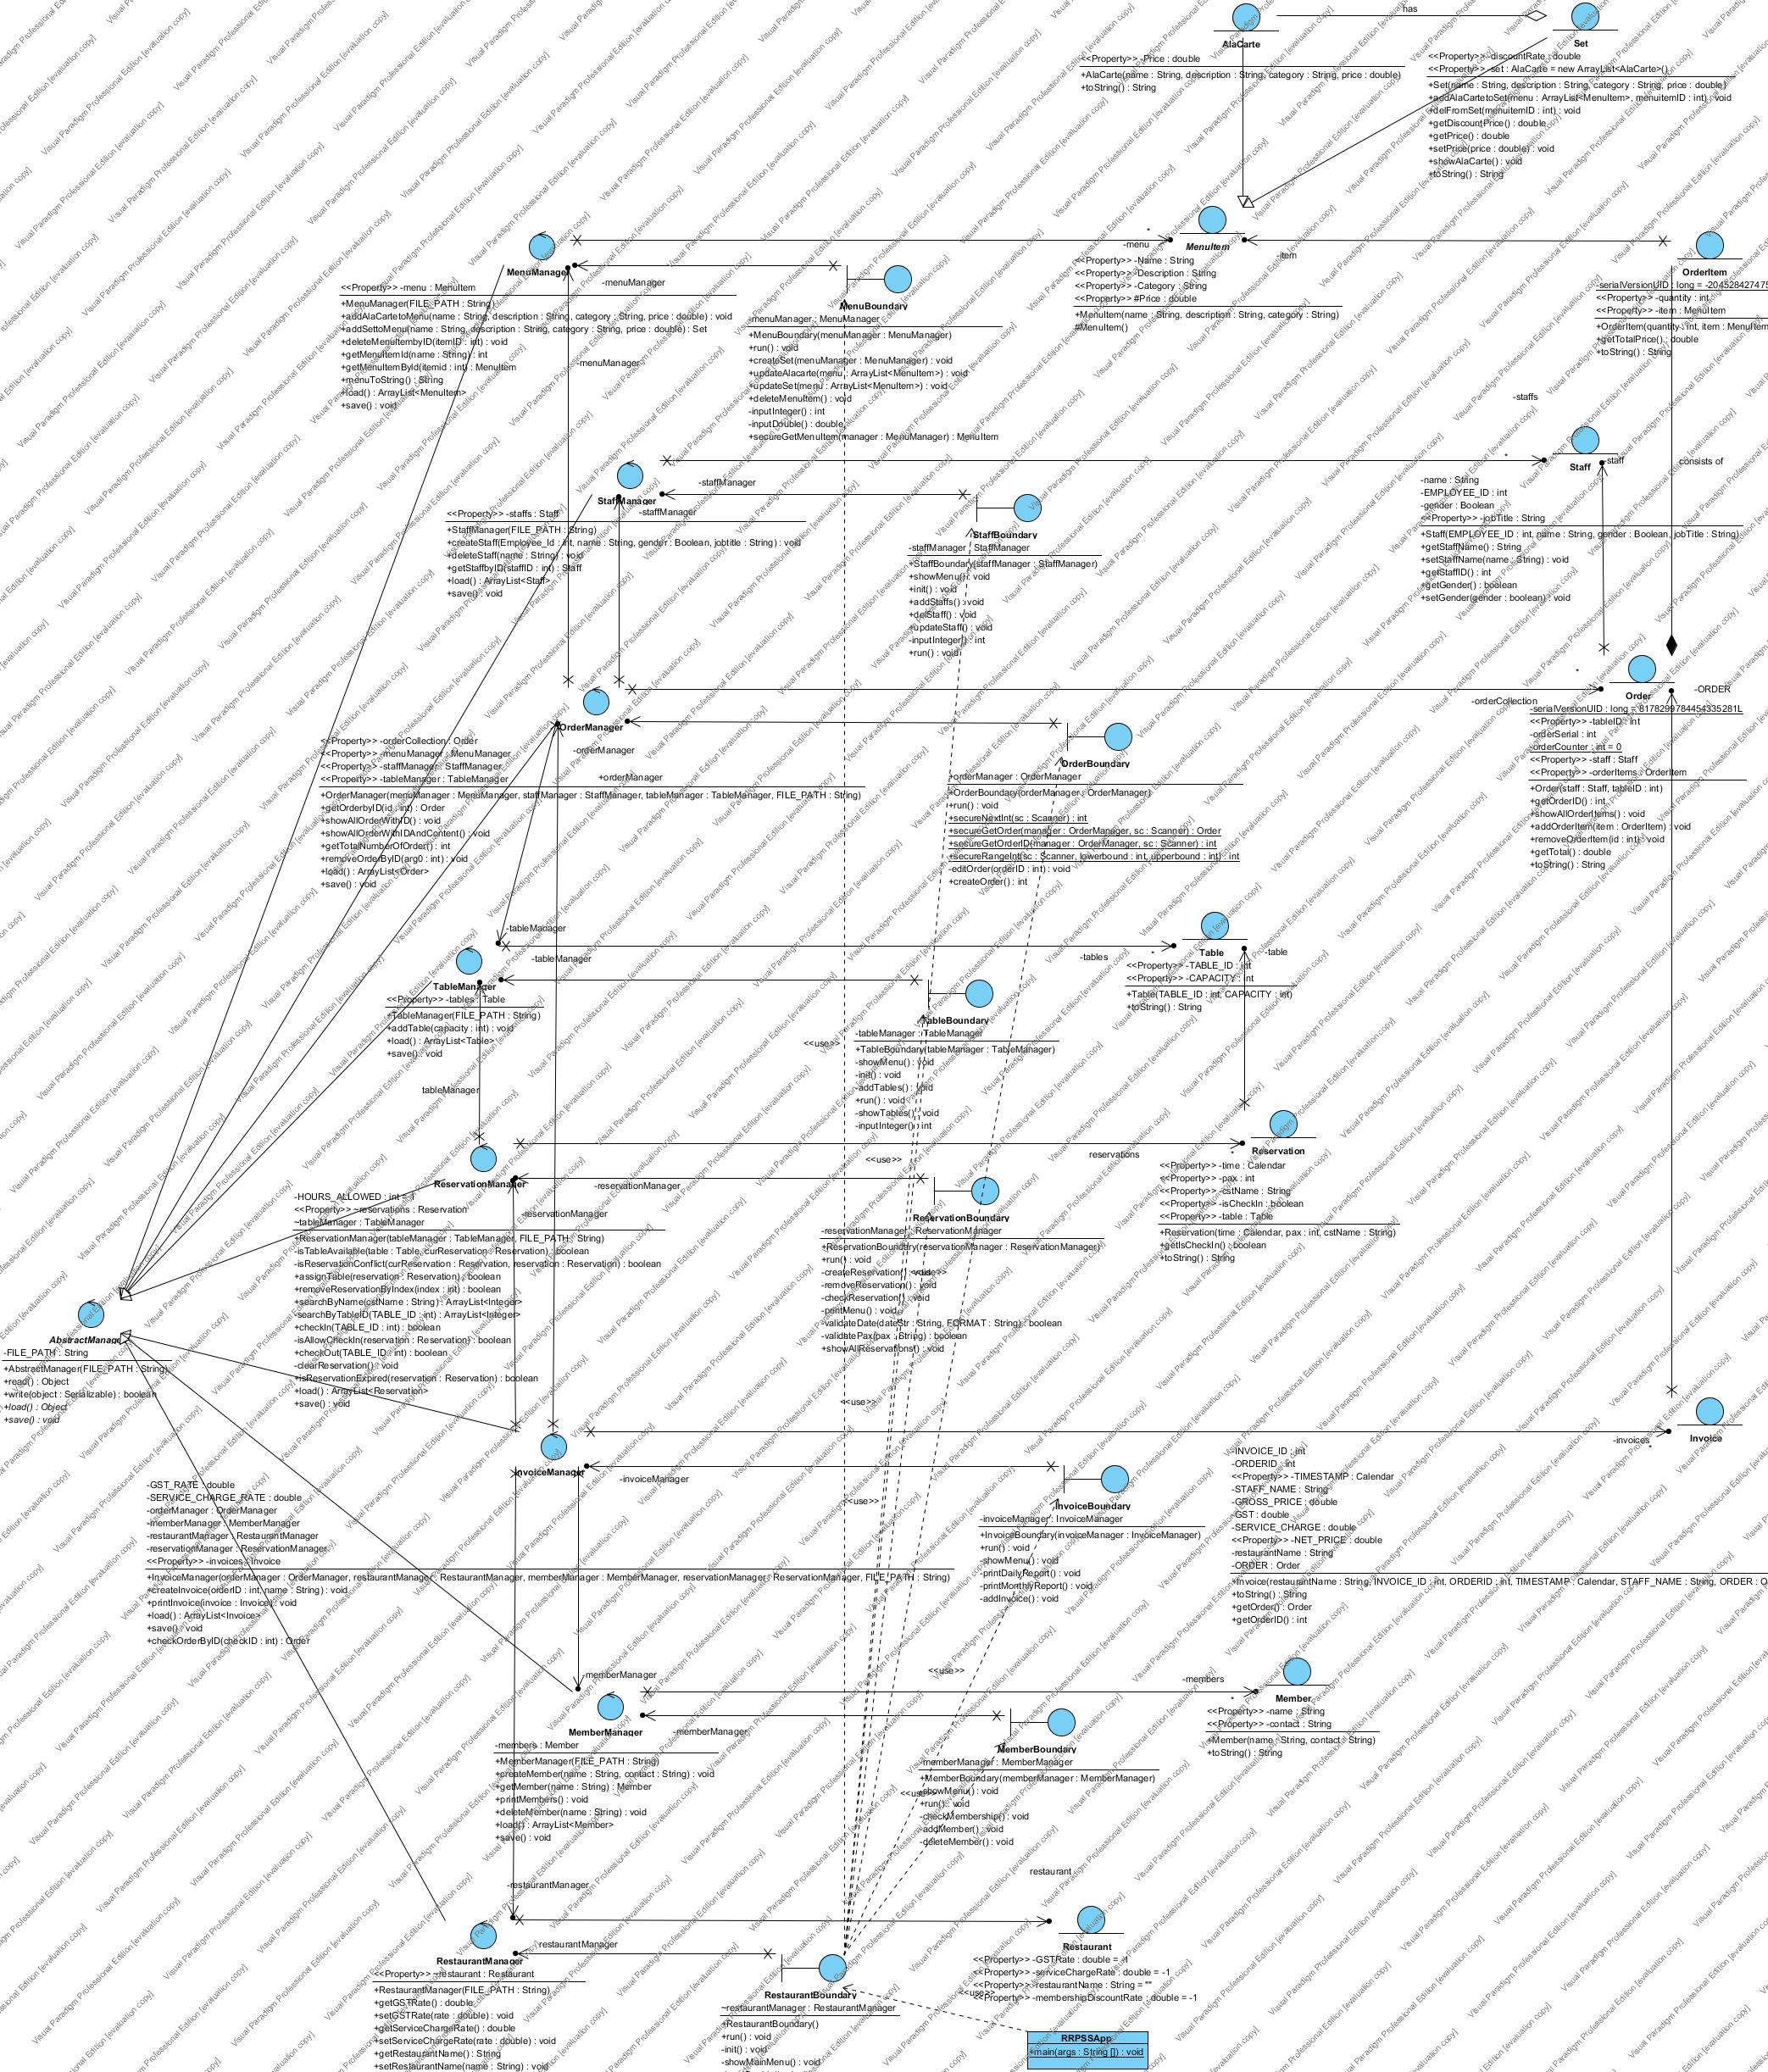 has
AlaCarte
<<Property>> -Price : double
+AlaCarte(name : String, description : String, category : String, price : double)
+toString() : String
Set
<<Property>> -discountRate : double
<<Property>> -set : AlaCarte = new ArrayList<AlaCarte>()
+Set(name : String, description : String, category : String, price : double)
+addAlaCartetoSet(menu : ArrayList<MenuItem>, menuitemID : int) : void
+delFromSet(menuitemID : int) : void
+getDiscountPrice() : double
+getPrice() : double
+setPrice(price : double) : void
+showAlaCarte() : void
+toString() : String
MenuManager
<<Property>> -menu : MenuItem
+MenuManager(FILE_PATH : String)
+addAlaCartetoMenu(name : String, description : String, category : String, price : double) : void
+addSettoMenu(name : String, description : String, category : String, price : double) : Set
+deleteMenuItembyID(itemID : int) : void
+getMenuItemId(name : String) : int
+getMenuItemById(itemid : int) : MenuItem
+menuToString() : String
+load() : ArrayList<MenuItem>
+save() : void
-menuManager
-menuManager
MenuBoundary
-menuManager : MenuManager
+MenuBoundary(menuManager : MenuManager)
+run() : void
+createSet(menuManager : MenuManager) : void
+updateAlacarte(menu : ArrayList<MenuItem>) : void
+updateSet(menu : ArrayList<MenuItem>) : void
+deleteMenuItem() : void
-inputInteger() : int
-inputDouble() : double
+secureGetMenuItem(manager : MenuManager) : MenuItem
*
-menu
MenuItem
<<Property>> -Name : String
<<Property>> -Description : String
<<Property>> -Category : String
<<Property>> #Price : double
+MenuItem(name : String, description : String, category : String)
#MenuItem()
-item
OrderItem
-serialVersionUID : long = -204528427475
<<Property>> -quantity : int
<<Property>> -item : MenuItem
+OrderItem(quantity : int, item : MenuItem
+getTotalPrice() : double
+toString() : String
-staffs
*
StaffManager
-staffManager
-staffManager
<<Property>> -staffs : Staff
+StaffManager(FILE_PATH : String)
+createStaff(Employee_Id : int, name : String, gender : Boolean, jobtitle : String) : void
+deleteStaff(name : String) : void
+getStaffbyID(staffID : int) : Staff
+load() : ArrayList<Staff>
+save() : void
StaffBoundary
-staffManager : StaffManager
+StaffBoundary(staffManager : StaffManager)
+showMenu() : void
+init() : void
+addStaffs() : void
+delStaff() : void
+updateStaff() : void
-inputInteger() : int
+run() : void
Staff
-staff
consists of
-name : String
-EMPLOYEE_ID : int
-gender : Boolean
<<Property>> -jobTitle : String
+Staff(EMPLOYEE_ID : int, name : String, gender : Boolean, jobTitle : String)
+getStaffName() : String
+setStaffName(name : String) : void
+getStaffID() : int
+getGender() : boolean
+setGender(gender : boolean) : void
OrderManager
<<Property>> -orderCollection : Order
<<Property>> -menuManager : MenuManager
<<Property>> -staffManager : StaffManager
<<Property>> -tableManager : TableManager
+OrderManager(menuManager : MenuManager, staffManager : StaffManager, tableManager : TableManager, FILE_PATH : String)
+getOrderbyID(id : int) : Order
+showAllOrderWithID() : void
+showAllOrderWithIDAndContent() : void
+getTotalNumberOfOrder() : int
+removeOrderByID(arg0 : int) : void
+load() : ArrayList<Order>
+save() : void
-orderManager
+orderManager
OrderBoundary
+orderManager : OrderManager
+OrderBoundary(orderManager : OrderManager)
+run() : void
+secureNextInt(sc : Scanner) : int
+secureGetOrder(manager : OrderManager, sc : Scanner) : Order
+secureGetOrderID(manager : OrderManager, sc : Scanner) : int
+secureRangeInt(sc : Scanner, lowerbound : int, upperbound : int) : int
-editOrder(orderID : int) : void
+createOrder() : int
*
-orderCollection
-ORDER
Order
-serialVersionUID : long = 8178299784454335281L
<<Property>> -tableID : int
-orderSerial : int
-orderCounter : int = 0
<<Property>> -staff : Staff
<<Property>> -orderItems : OrderItem
+Order(staff : Staff, tableID : int)
+getOrderID() : int
+showAllOrderItems() : void
+addOrderItem(item : OrderItem) : void
+removeOrderItem(id : int) : void
+getTotal() : double
+toString() : String
-tableManager
-tableManager
TableManager
<<Property>> -tables : Table
+TableManager(FILE_PATH : String)
+addTable(capacity : int) : void
+load() : ArrayList<Table>
+save() : void
tableManager
TableBoundary
-tableManager : TableManager
<<use>>
+TableBoundary(tableManager : TableManager)
-showMenu() : void
-init() : void
-addTables() : void
+run() : void
-showTables() : void
-inputInteger() : int
-tables
*
Table
-table
<<Property>> -TABLE_ID : int
<<Property>> -CAPACITY : int
+Table(TABLE_ID : int, CAPACITY : int)
+toString() : String
ReservationManager
-HOURS_ALLOWED : int
<<Property>> ~reservations : Reservation
~tableManager : TableManager
+ReservationManager(tableManager : TableManager, FILE_PATH : String)
-isTableAvailable(table : Table, curReservation : Reservation) : boolean
-isReservationConflict(curReservation : Reservation, reservation : Reservation) : boolean
+assignTable(reservation : Reservation) : boolean
+removeReservationByIndex(index : int) : boolean
+searchByName(cstName : String) : ArrayList<Integer>
-searchByTableID(TABLE_ID : int) : ArrayList<Integer>
+checkIn(TABLE_ID : int) : boolean
-isAllowCheckIn(reservation : Reservation) : boolean
+checkOut(TABLE_ID : int) : boolean
-clearReservation() : void
+isReservationExpired(reservation : Reservation) : boolean
+load() : ArrayList<Reservation>
+save() : void
-reservationManager
-reservationManager
<<use>>
ReservationBoundary
-reservationManager : ReservationManager
+ReservationBoundary(reservationManager : ReservationManager)
+run() : void
-createReservation() : void
<<use>>
-removeReservation() : void
-checkReservation() : void
-printMenu() : void
-validateDate(dateStr : String, FORMAT : String) : boolean
-validatePax(pax : String) : boolean
+showAllReservations() : void
reservations
*
Reservation
<<Property>> -time : Calendar
<<Property>> -pax : int
<<Property>> -cstName : String
<<Property>> -isCheckIn : boolean
<<Property>> -table : Table
+Reservation(time : Calendar, pax : int, cstName : String)
+getIsCheckIn() : boolean
+toString() : String
AbstractManager
-FILE_PATH : String
+AbstractManager(FILE_PATH : String)
+read() : Object
+write(object : Serializable) : boolean
+load() : Object
+save() : void
<<use>>
InvoiceManager
-GST_RATE : double
-SERVICE_CHARGE_RATE : double
-orderManager : OrderManager
-memberManager : MemberManager
-restaurantManager : RestaurantManager
-reservationManager : ReservationManager
<<Property>> -invoices : Invoice
+InvoiceManager(orderManager : OrderManager, restaurantManager : RestaurantManager, memberManager : MemberManager, reservationManager : ReservationManager, FILE_PATH : String)
+createInvoice(orderID : int, name : String) : void
+printInvoice(invoice : Invoice) : void
+load() : ArrayList<Invoice>
+save() : void
+checkOrderByID(checkID : int) : Order
-invoiceManager
<<use>>
InvoiceBoundary
-invoiceManager : InvoiceManager
+InvoiceBoundary(invoiceManager : InvoiceManager)
+run() : void
-showMenu() : void
-printDailyReport() : void
-printMonthlyReport() : void
-addInvoice() : void
-invoices
*
Invoice
-INVOICE_ID : int
-ORDERID : int
<<Property>> -TIMESTAMP : Calendar
-STAFF_NAME : String
-GROSS_PRICE : double
-GST : double
-SERVICE_CHARGE : double
<<Property>> -NET_PRICE : double
-restaurantName : String
-ORDER : Order
+Invoice(restaurantName : String, INVOICE_ID : int, ORDERID : int, TIMESTAMP : Calendar, STAFF_NAME : String, ORDER : O
+toString() : String
+getOrder() : Order
+getOrderID() : int
-memberManager
MemberManager
-memberManager
-members : Member
+MemberManager(FILE_PATH : String)
+createMember(name : String, contact : String) : void
+getMember(name : String) : Member
+printMembers() : void
+deleteMember(name : String) : void
+load() : ArrayList<Member>
+save() : void
<<use>>
MemberBoundary
-memberManager : MemberManager
+MemberBoundary(memberManager : MemberManager)
-showMenu() : void
<<use>>
+run() : void
-checkMembership() : void
-addMember() : void
-deleteMember() : void
-members
*
Member
<<Property>> -name : String
<<Property>> -contact : String
+Member(name : String, contact : String)
+toString() : String
-restaurantManager
restaurantManager
RestaurantManager
<<Property>> ~restaurant : Restaurant
+RestaurantManager(FILE_PATH : String)
+getGSTRate() : double
+setGSTRate(rate : double) : void
+getServiceChargeRate() : double
+setServiceChargeRate(rate : double) : void
+getRestaurantName() : String
+setRestaurantName(name : String) : void
RestaurantBoundary
~restaurantManager : RestaurantManager
+RestaurantBoundary()
+run() : void
-init() : void
-showMainMenu() : void
restaurant
Restaurant
<<Property>> -GSTRate : double = -1
<<Property>> -serviceChargeRate : double = -1
<<Property>> -restaurantName : String = ""
<<Property>> -membershipDiscountRate : double = -1
<<use>>
RRPSSApp
+main(args : String []) : void
Visual Paradigm Professional Edition [evaluation copy]